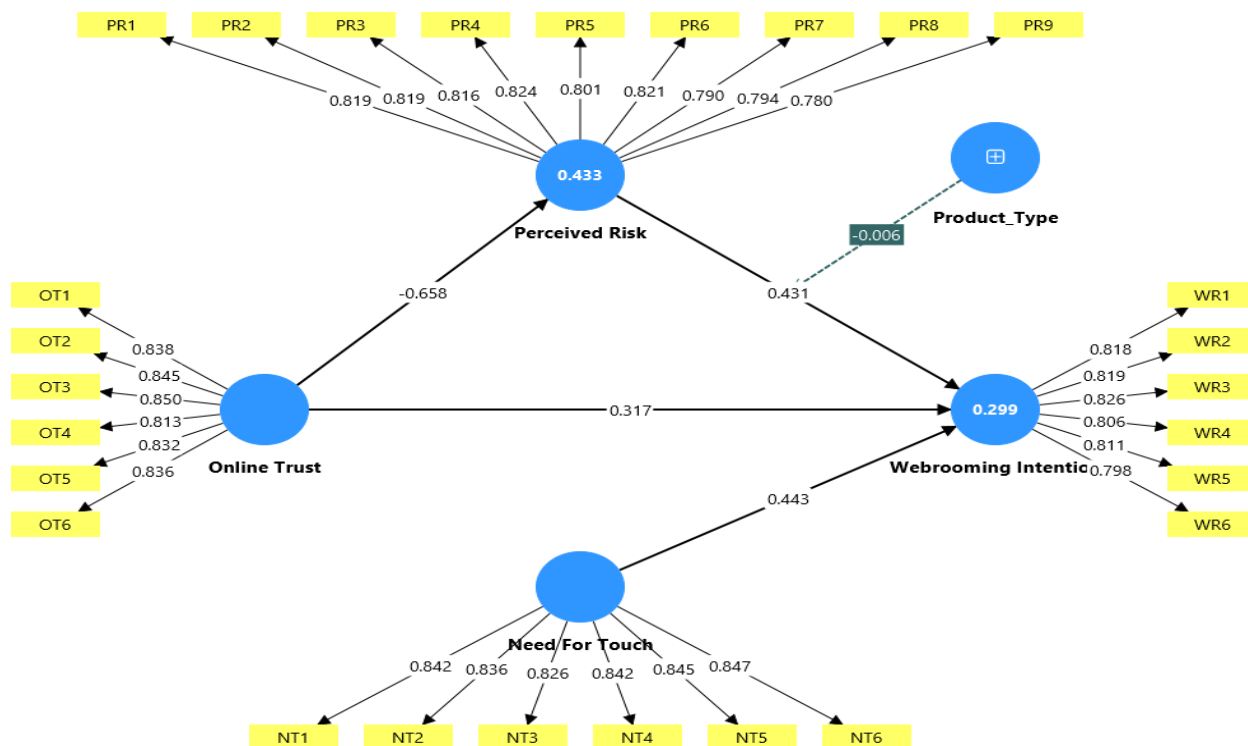 PR1 PR2 PR3 PR4 PR5 PR6 PR7 PR8 PR9
0.819 0.819 0.816 0.824 0.801 0.821 0.790 0.794 0.780
0.433
Perceived Risk
Product_Type
-0.006
-0.658
0.431
OT1
OT2
OT3
OT4
OT5
OT6
0.838
0.845
0.850
0.813
0.832
0.836
Online Trust
0.317
0.299
Webrooming Intentio
WR1
WR2
WR3
WR4
WR5
WR6
0.818
0.819
0.826
0.806
0.811
0.798
0.443
Need For Touch
0.842 0.836 0.826 0.842 0.845 0.847
NT1 NT2 NT3 NT4 NT5 NT6